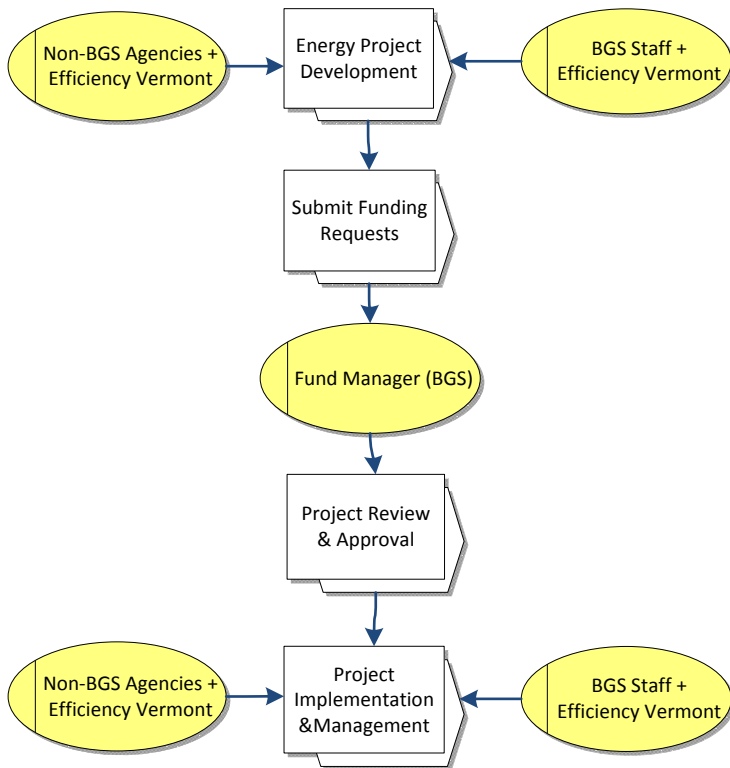 Non-BGS Agencies +
Efficiency Vermont
Energy Project
Development
BGS Staff +
Efficiency Vermont
Submit Funding
Requests
Fund Manager (BGS)
Project Review
& Approval
Non-BGS Agencies +
Efficiency Vermont
Project
Implementation
&Management
BGS Staff +
Efficiency Vermont